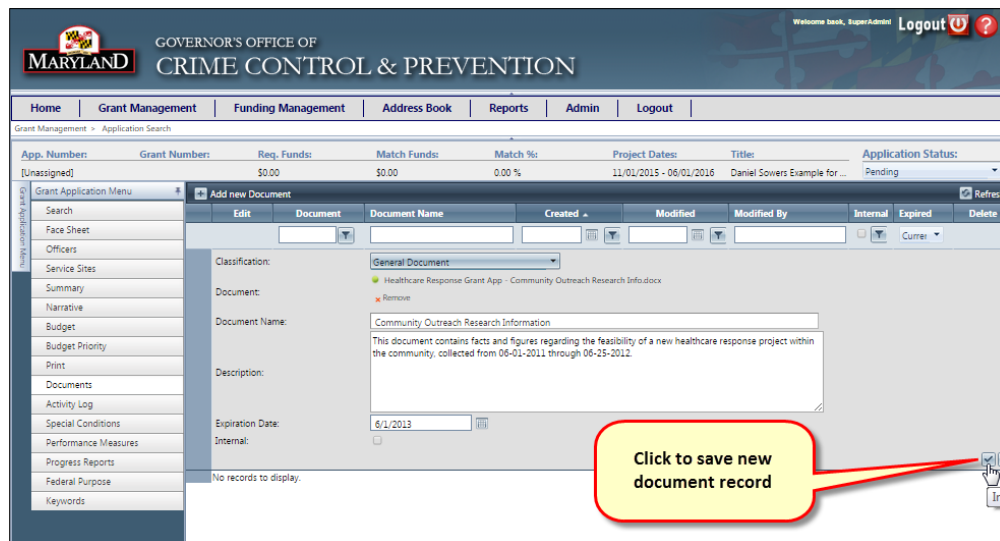 Welcome back, SuperAdmin! Logout
GOVERNOR'S OFFICE OF
MARYLAND CRIME CONTROL & PREVENTION
Home Grant Management Funding Management Address Book Reports Admin Logout
Grant Management > Application Search
App. Number: Grant Number: Req. Funds: Match Funds: Match %: Project Dates: Title: Application Status:
[Unassigned] $0.00 $0.00 0.00 % 11/01/2015 - 06/01/2016 Daniel Sowers Example for ... Pending
Grant Application Menu
Grant Application Menu
Search
Face Sheet
Officers
Service Sites
Summary
Narrative
Budget
Budget Priority
Print
Documents
Activity Log
Special Conditions
Performance Measures
Progress Reports
Federal Purpose
Keywords
Add new Document Refres
Edit Document Document Name Created Modified Modified By Internal Expired Delete
Curre
Classification: General Document
Document: Healthcare Response Grant App - Community Outreach Research Info.docx
Remove
Document Name: Community Outreach Research Information
Description: This document contains facts and figures regarding the feasibility of a new healthcare response project within
the community, collected from 06-01-2011 through 06-25-2012.
Expiration Date: 6/1/2013
Internal:
No records to display.
Click to save new
document record